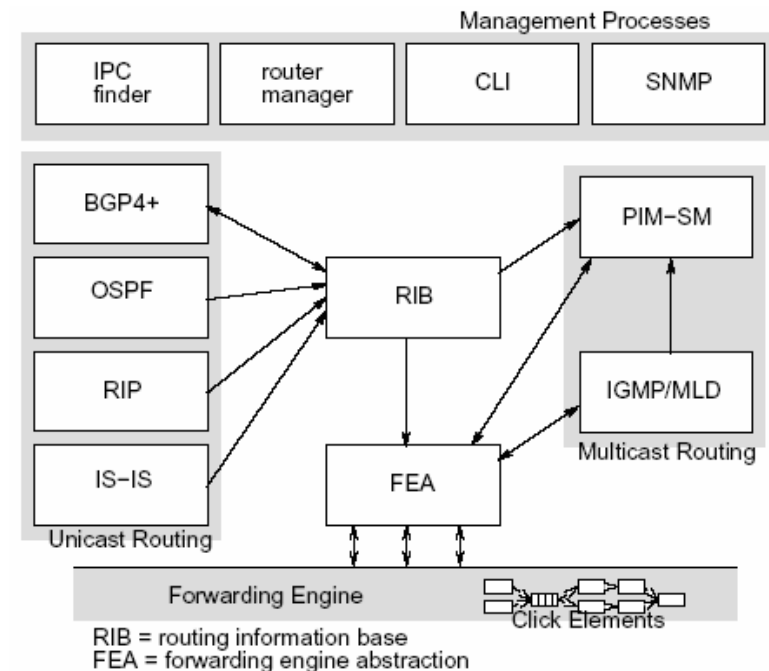 Management Processes
IPC
finder
router
manager
CLI
SNMP
BGP4+
OSPF
RIP
IS−IS
Unicast Routing
RIB
FEA
PIM−SM
IGMP/MLD
Multicast Routing
Forwarding Engine
Click Elements
RIB = routing information base
FEA = forwarding engine abstraction